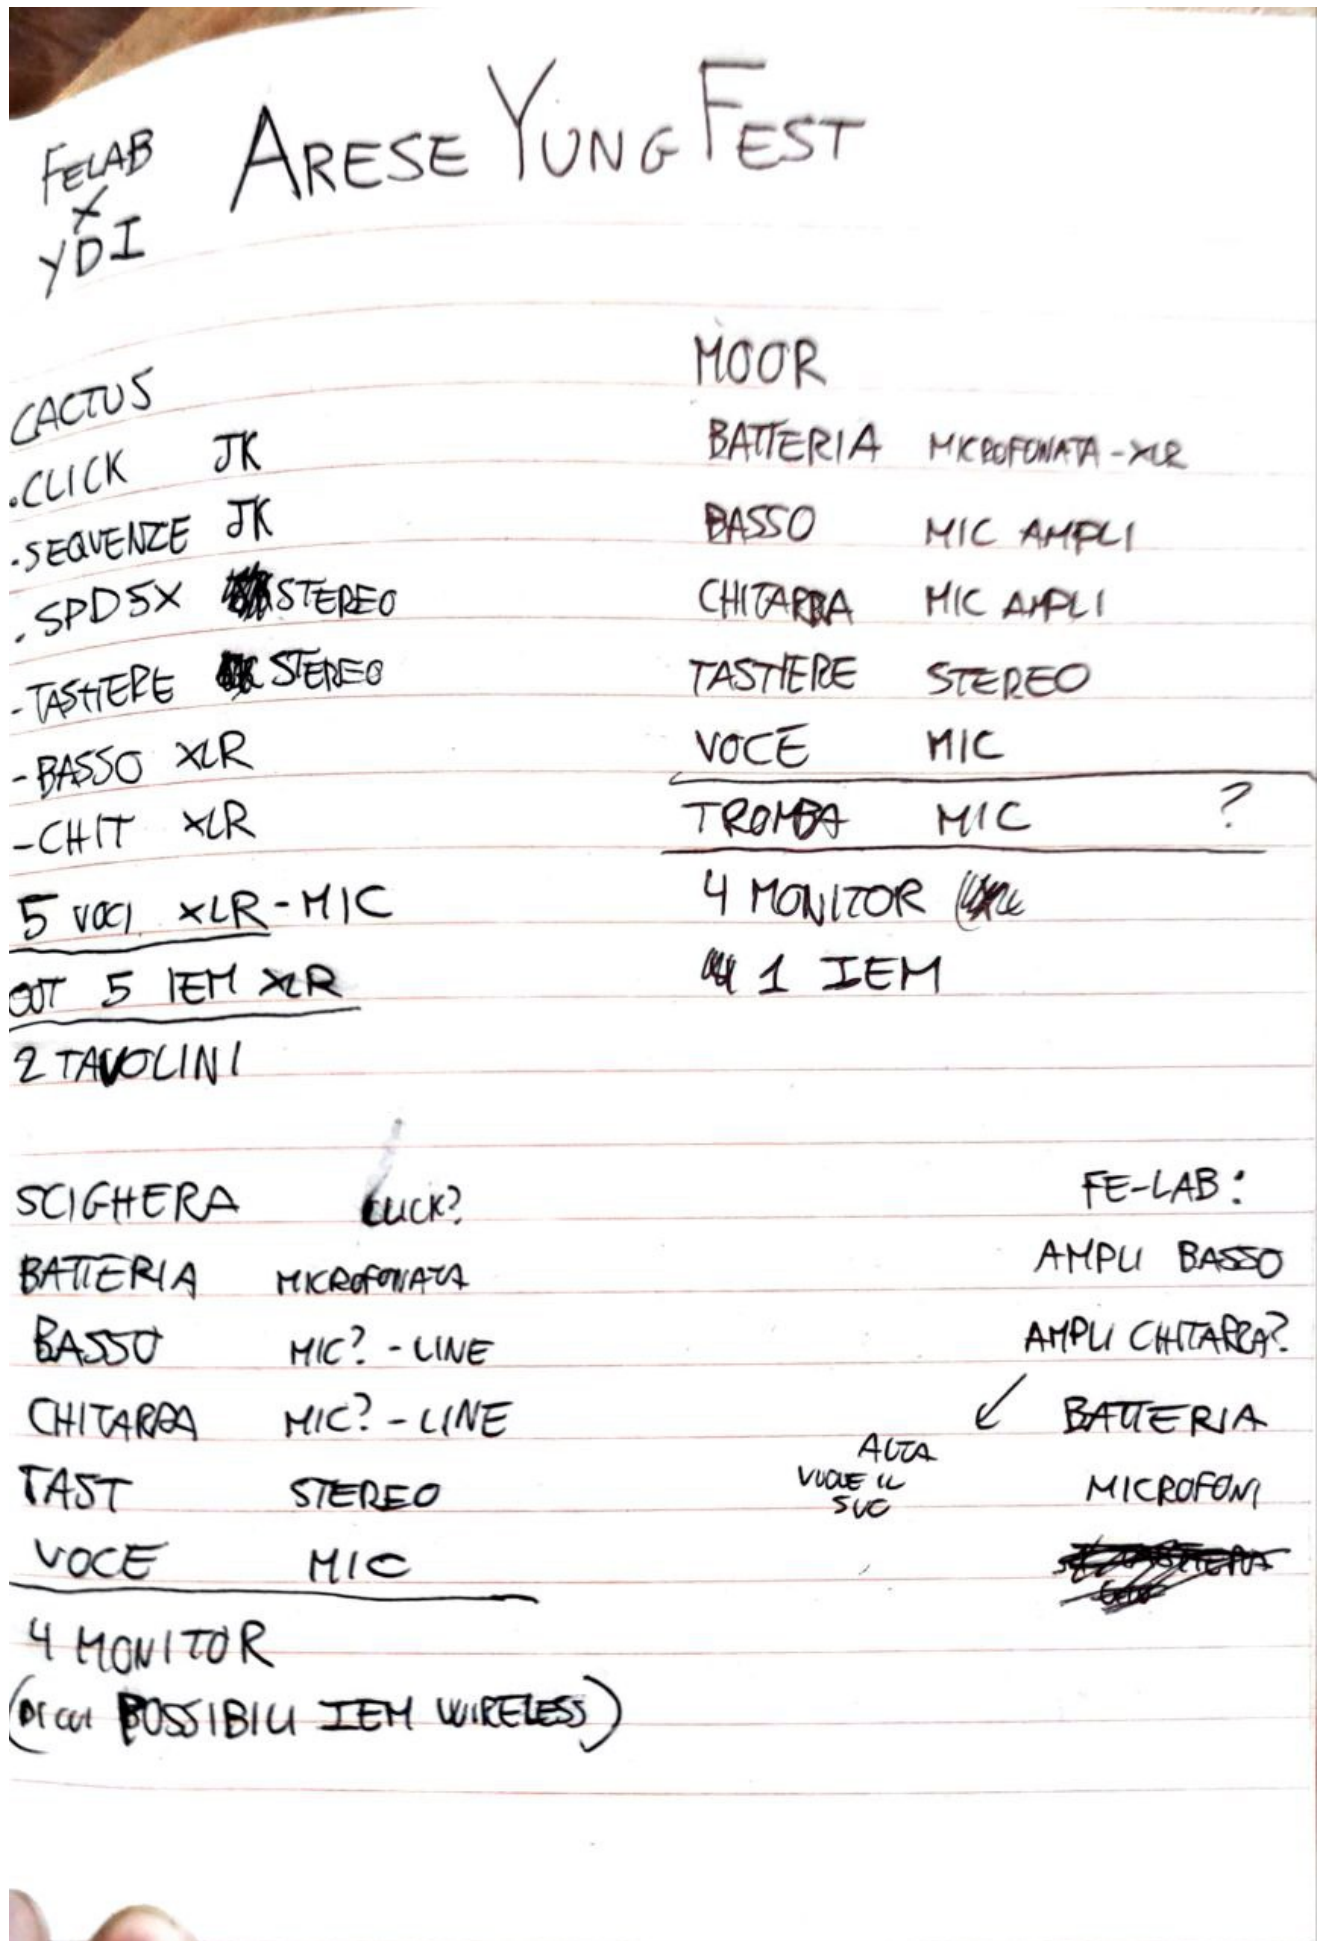 FELAB
X
YDI
ARESE YUNG FEST
CACTUS
.CLICK JK
.SEQUENZE JK
.SPDSX STEREO
-TASTIERE STEREO
-BASSO XLR
-CHIT XLR
5 VOCI XLR-MIC
OUT 5 IEM XLR
2 TAVOLINI
MOOR
BATTERIA MICROFONATA-XLR
BASSO MIC AMPLI
CHITARRA MIC AMPLI
TASTIERE STEREO
VOCE MIC
TROMBA MIC ?
4 MONITOR
1 IEM
SCIGHERA CLICK?
BATTERIA MICROFONATA
BASSO MIC? - LINE
CHITARRA MIC? - LINE
TAST STEREO
VOCE MIC
4 MONITOR
(DI CUI POSSIBILI IEM WIRELESS)
FE-LAB:
AMPLI BASSO
AMPLI CHITARRA?
BATTERIA
MICROFONI
VUOLE IL
SUO